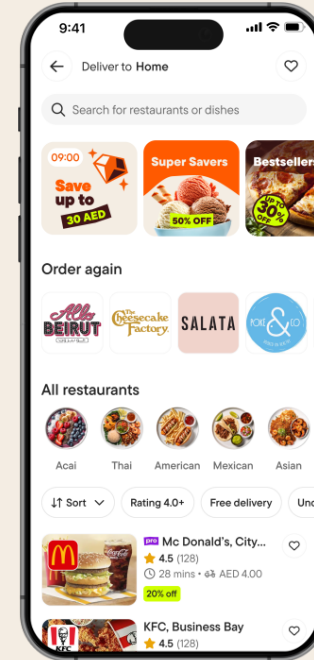 9:41
Deliver to Home
Search for restaurants or dishes
09:00
Save
up to
30 AED
Super Savers
50% OFF
Bestsellers
UP TO
30%
OFF
Order again
Allo
BEIRUT
The
Cheesecake
Factory
SALATA
POKE & CO
All restaurants
Acai
Thai
American
Mexican
Asian
Sort
Rating 4.0+
Free delivery
pro Mc Donald's, City...
4.5 (128)
28 mins • AED 4.00
20% off
KFC, Business Bay
4.5 (128)
KFC